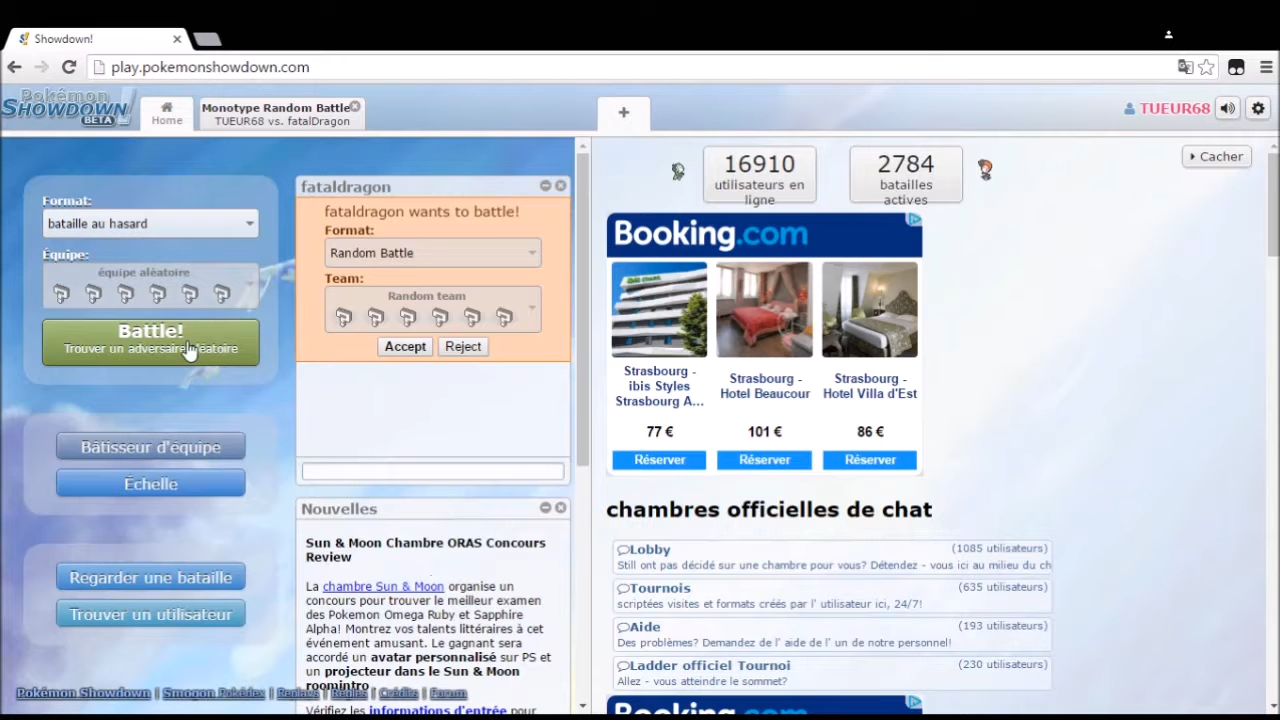 Showdown!
play.pokemonshowdown.com
Pokémon
SHOWDOWN!
BETA
Home
Monotype Random Battle
TUEUR68 vs. fatalDragon
+
TUEUR68
Format:
bataille au hasard
Équipe:
équipe aléatoire
Battle!
Trouver un adversaire
Bâtisseur d'équipe
Échelle
Regarder une bataille
Trouver un utilisateur
fataldragon
fataldragon wants to battle!
Format:
Random Battle
Team:
Random team
Accept
Reject
Nouvelles
Sun & Moon Chambre ORAS Concours
Review
La chambre Sun & Moon organise un
concours pour trouver le meilleur examen
des Pokemon Omega Ruby et Sapphire
Alpha! Montrez vos talents littéraires à cet
événement amusant. Le gagnant sera
accordé un avatar personnalisé sur PS et
un projecteur dans le Sun & Moon
roomintro
Vérifiez les informations d'entrée pour
Pokémon Showdown | Smogon Pokédex | Replays | Règles | Crédits | Forum
16910
utilisateurs en
ligne
2784
batailles
actives
Cacher
Booking.com
Strasbourg -
ibis Styles
Strasbourg A...
77 €
Réserver
Strasbourg -
Hotel Beaucour
101 €
Réserver
Strasbourg -
Hotel Villa d'Est
86 €
Réserver
chambres officielles de chat
Lobby
(1085 utilisateurs)
Still ont pas décidé sur une chambre pour vous? Détendez - vous ici au milieu du ch
Tournois
(635 utilisateurs)
scriptées visites et formats créés par l' utilisateur ici, 24/7!
Aide
(193 utilisateurs)
Des problèmes? Demandez de l' aide de l' un de notre personnel!
Ladder officiel Tournoi
(230 utilisateurs)
Allez - vous atteindre le sommet?
Booking.com